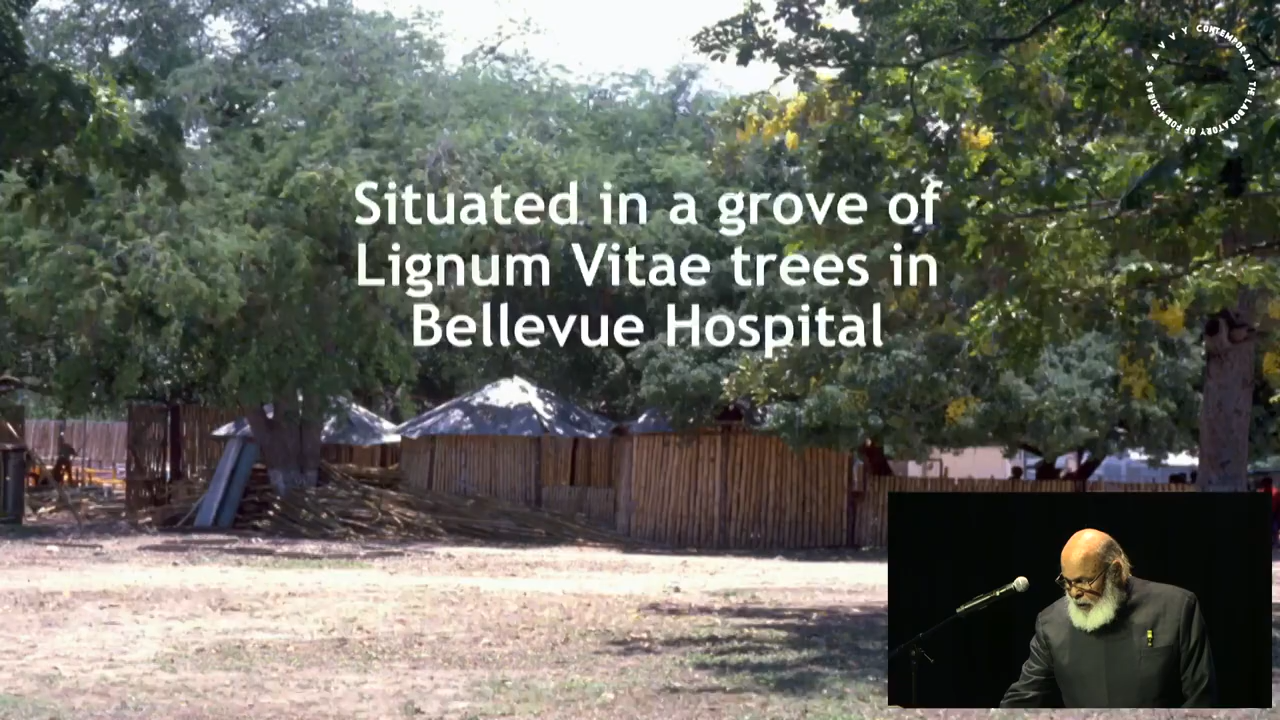 SAVVY CONTEMPORARY THE LABORATORY OF FORM-IDEAS
Situated in a grove of
Lignum Vitae trees in
Bellevue Hospital